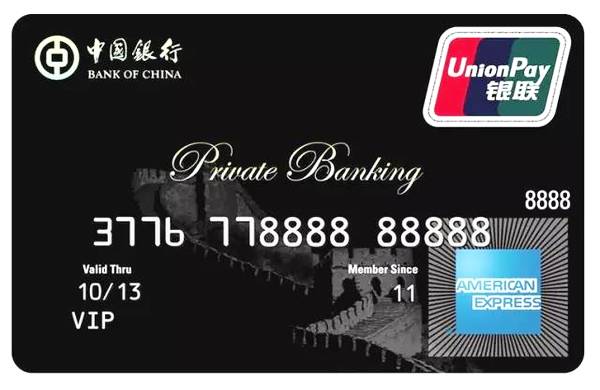 中国銀行
BANK OF CHINA
UnionPay
银联
Private Banking
8888
3776 778888 88888
Valid Thru
Member Since
10/13
11
VIP
AMERICAN
EXPRESS